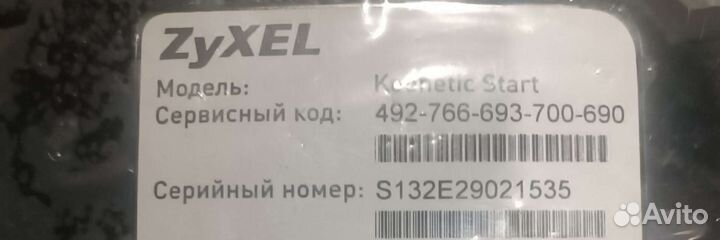 ZyXEL
Модель: Keenetic Start
Сервисный код: 492-766-693-700-690
Серийный номер: S132E29021535
Avito